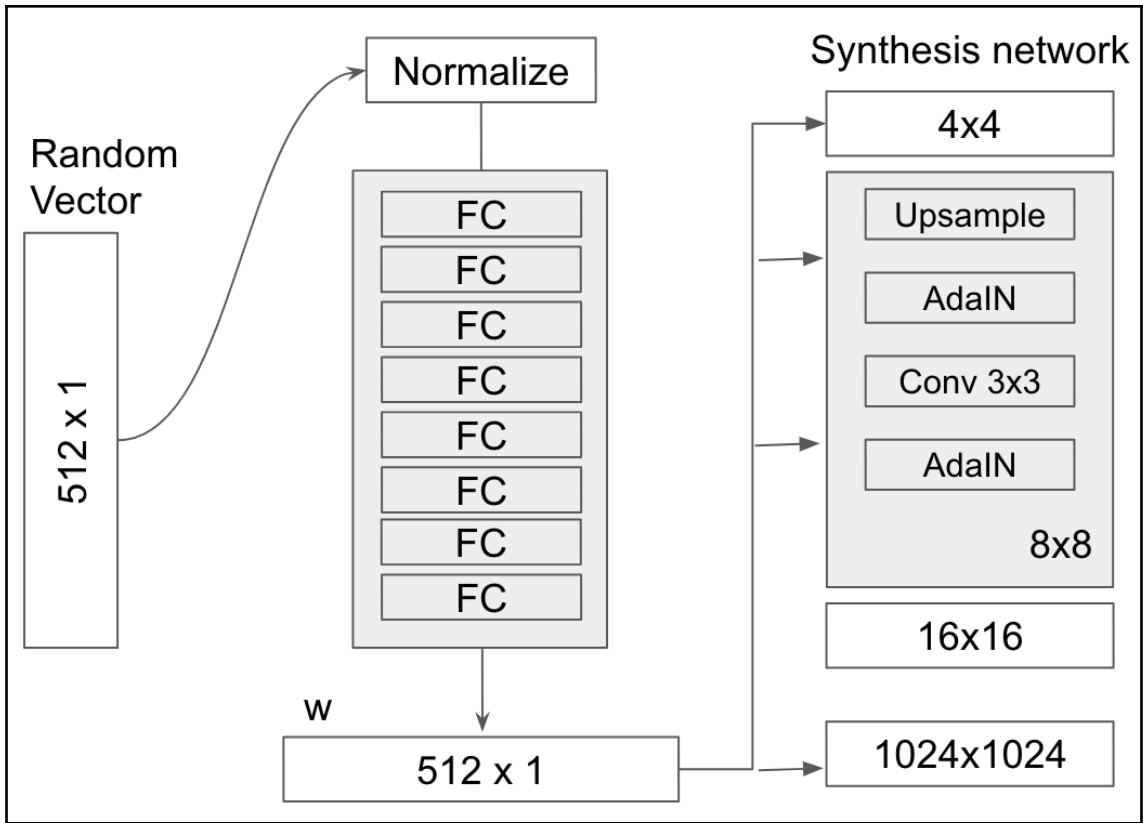 Random
Vector
512 x 1
Normalize
FC
FC
FC
FC
FC
FC
FC
FC
w
512 x 1
Synthesis network
4x4
Upsample
AdaIN
Conv 3x3
AdaIN
8x8
16x16
1024x1024